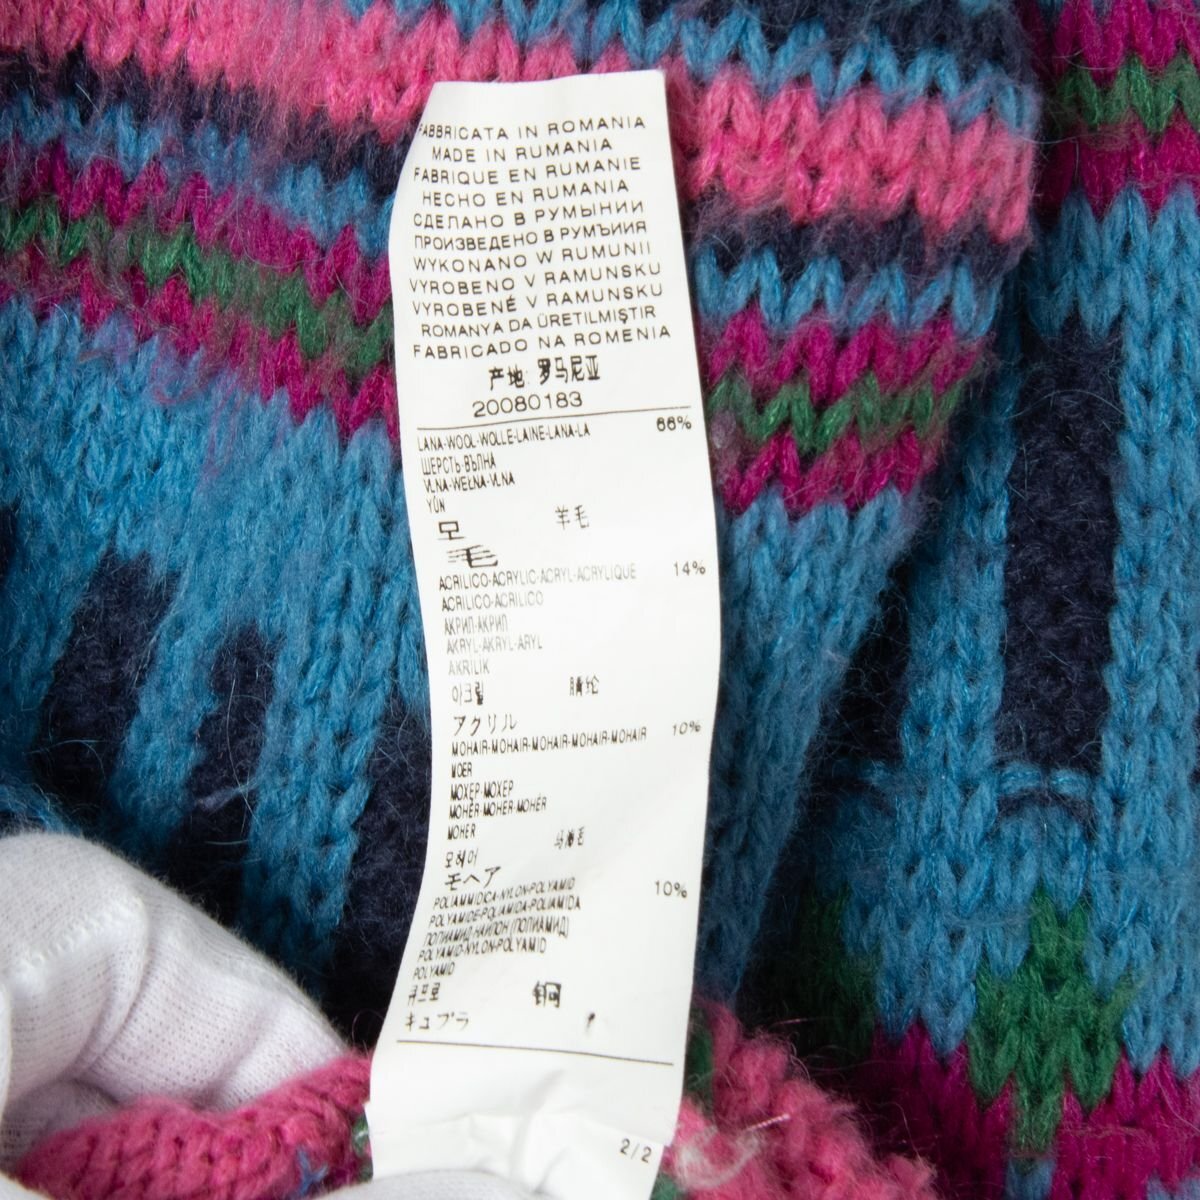 FABBRICATA IN ROMANIA
MADE IN RUMANIA
FABRIQUE EN RUMANIE
HECHO EN RUMANIA
СДЕЛАНО В РУМЫНИИ
ПРОИЗВЕДЕНО В РУМЪИИЯ
WYKONANO W RUMUNII
VYROBENO V RAMUNSKU
VYROBENÉ V RAMUNSKU
ROMANYA DA ÜRETILMIŞTIR
FABRICADO NA ROMENIA
产地: 罗马尼亚
20080183
LANA-WOOL-WOLLE-LAINE-LANA-LA 66%
ШЕРСТЬ-ВЪЛНА
VLNA-WEŁNA-VLNA
YÜN
모 羊毛
毛
ACRILICO-ACRYLIC-ACRYL-ACRYLIQUE 14%
ACRILICO-ACRILICO
АКРИЛ-АКРИЛ
AKRYL-AKRYL-ARYL
AKRILIK
아크릴 腈纶
アクリル
MOHAIR-MOHAIR-MOHAIR-MOHAIR-MOHAIR 10%
MOER
МОХЕР-МОХЕР
MOHÉR-MOHER-MOHÉR
MOHER
모헤어 马海毛
モヘア
POLIAMMIDICA-NYLON-POLYAMID 10%
POLYAMIDE-POLIAMIDA-POLIAMIDA
ПОЛИАМИД-НАЙЛОН (ПОЛИАМИД)
POLYAMID-NYLON-POLYAMID
POLYAMID
铜
キュプラ
2/2